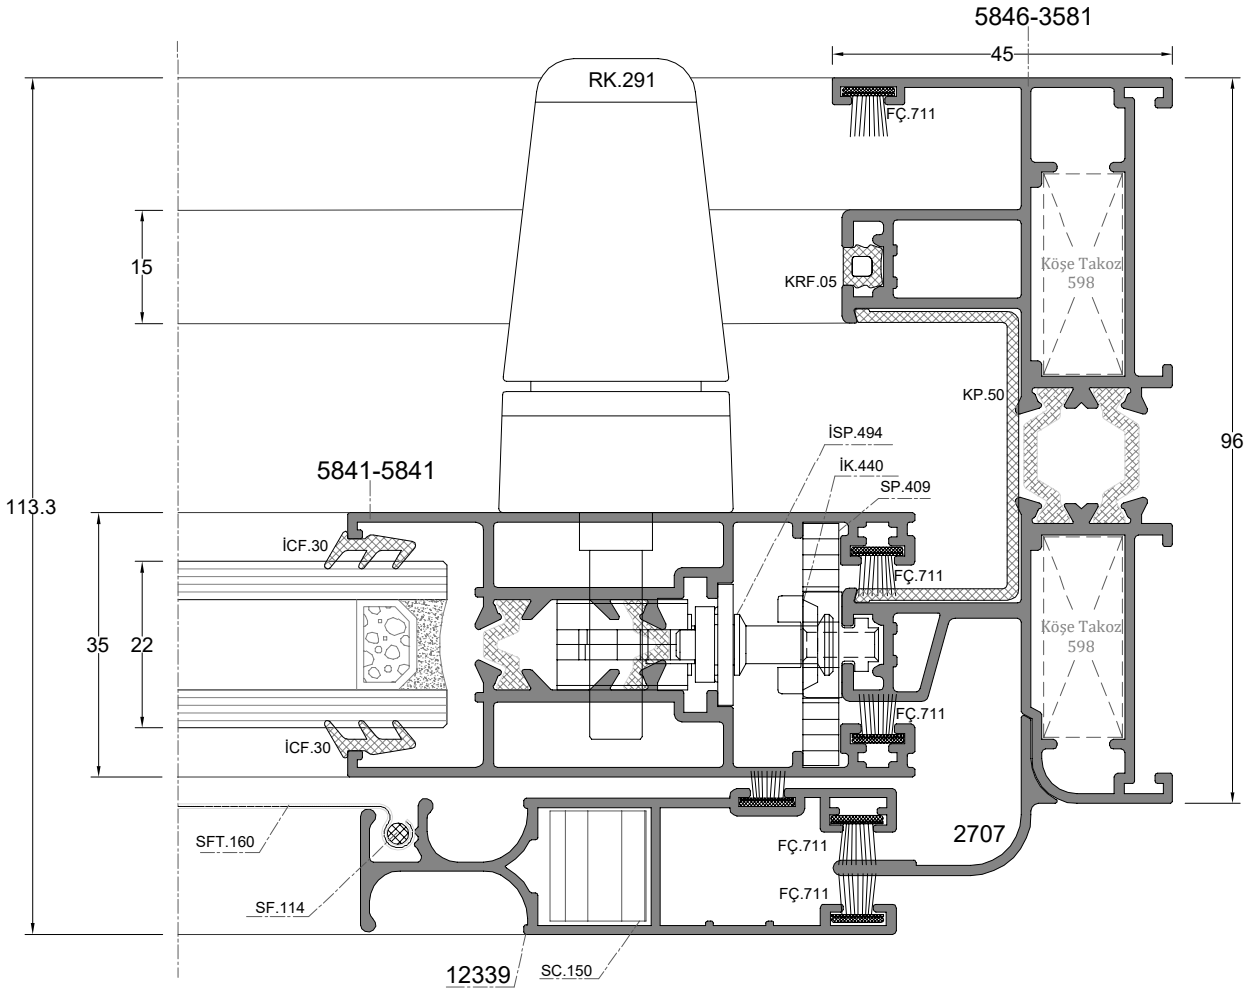 5846-3581
45
RK.291
FÇ.711
15
KRF.05
Köşe Takoz
598
KP.50
96
113.3
5841-5841
İSP.494
İK.440
SP.409
İCF.30
FÇ.711
35
22
Köşe Takoz
598
FÇ.711
İCF.30
SFT.160
FÇ.711
2707
FÇ.711
SF.114
12339
SC.150